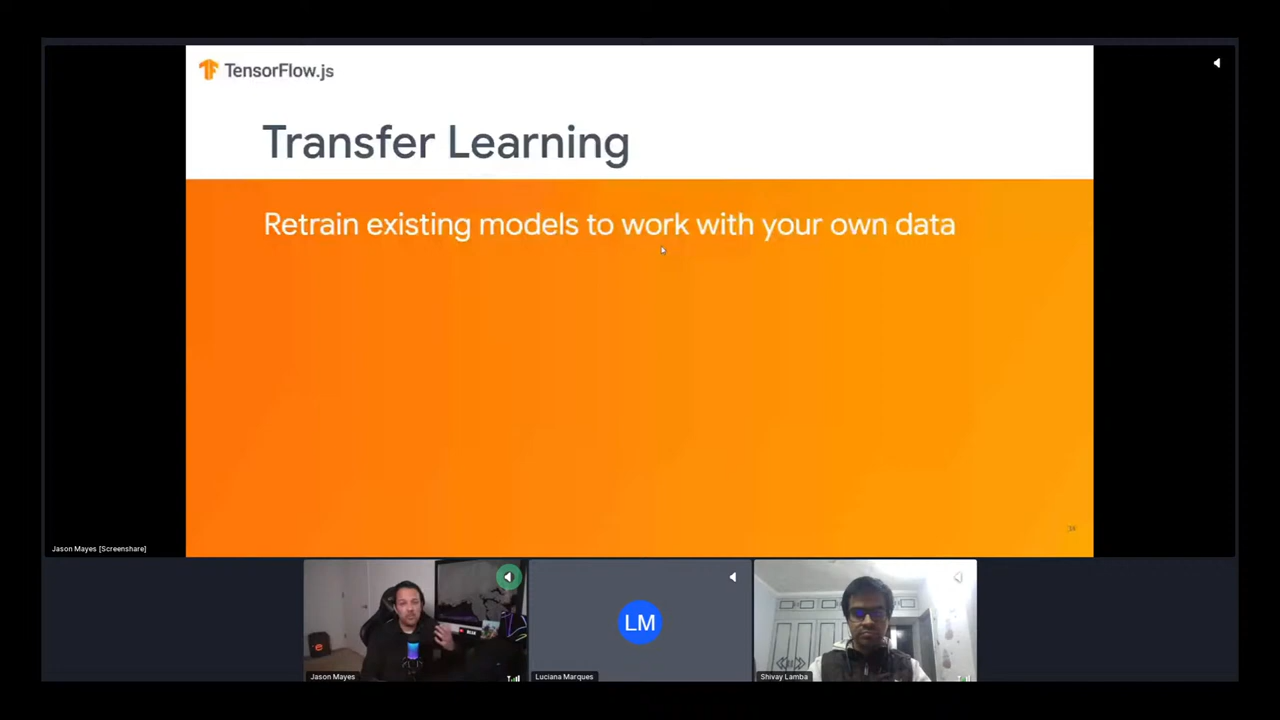 TensorFlow.js
Transfer Learning
Retrain existing models to work with your own data
Jason Mayes [Screenshare]
LM
Jason Mayes
Luciana Marques
Shivay Lamba